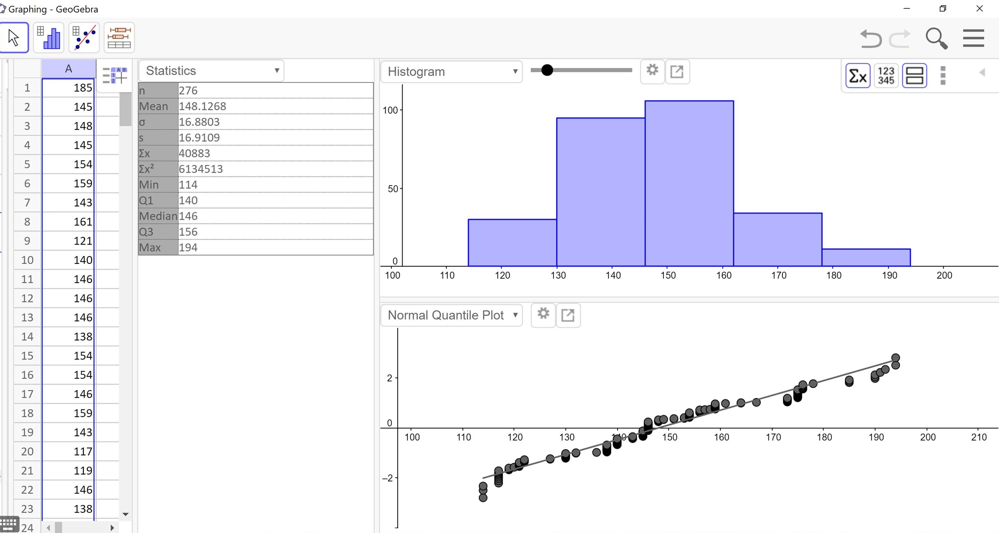 Graphing - GeoGebra
A
A B
1
2
1 185
2 145
3 148
4 145
5 154
6 159
7 143
8 161
9 121
10 140
11 146
12 146
13 146
14 138
15 154
16 154
17 146
18 159
19 143
20 117
21 119
22 146
23 138
24
Statistics
n 276
Mean 148.1268
σ 16.8803
s 16.9109
Σx 40883
Σx² 6134513
Min 114
Q1 140
Median 146
Q3 156
Max 194
Histogram
Σx
123
345
100
50
0
100 110 120 130 140 150 160 170 180 190 200
Normal Quantile Plot
2
0
100 110 120 130 140 150 160 170 180 190 200 210
–2